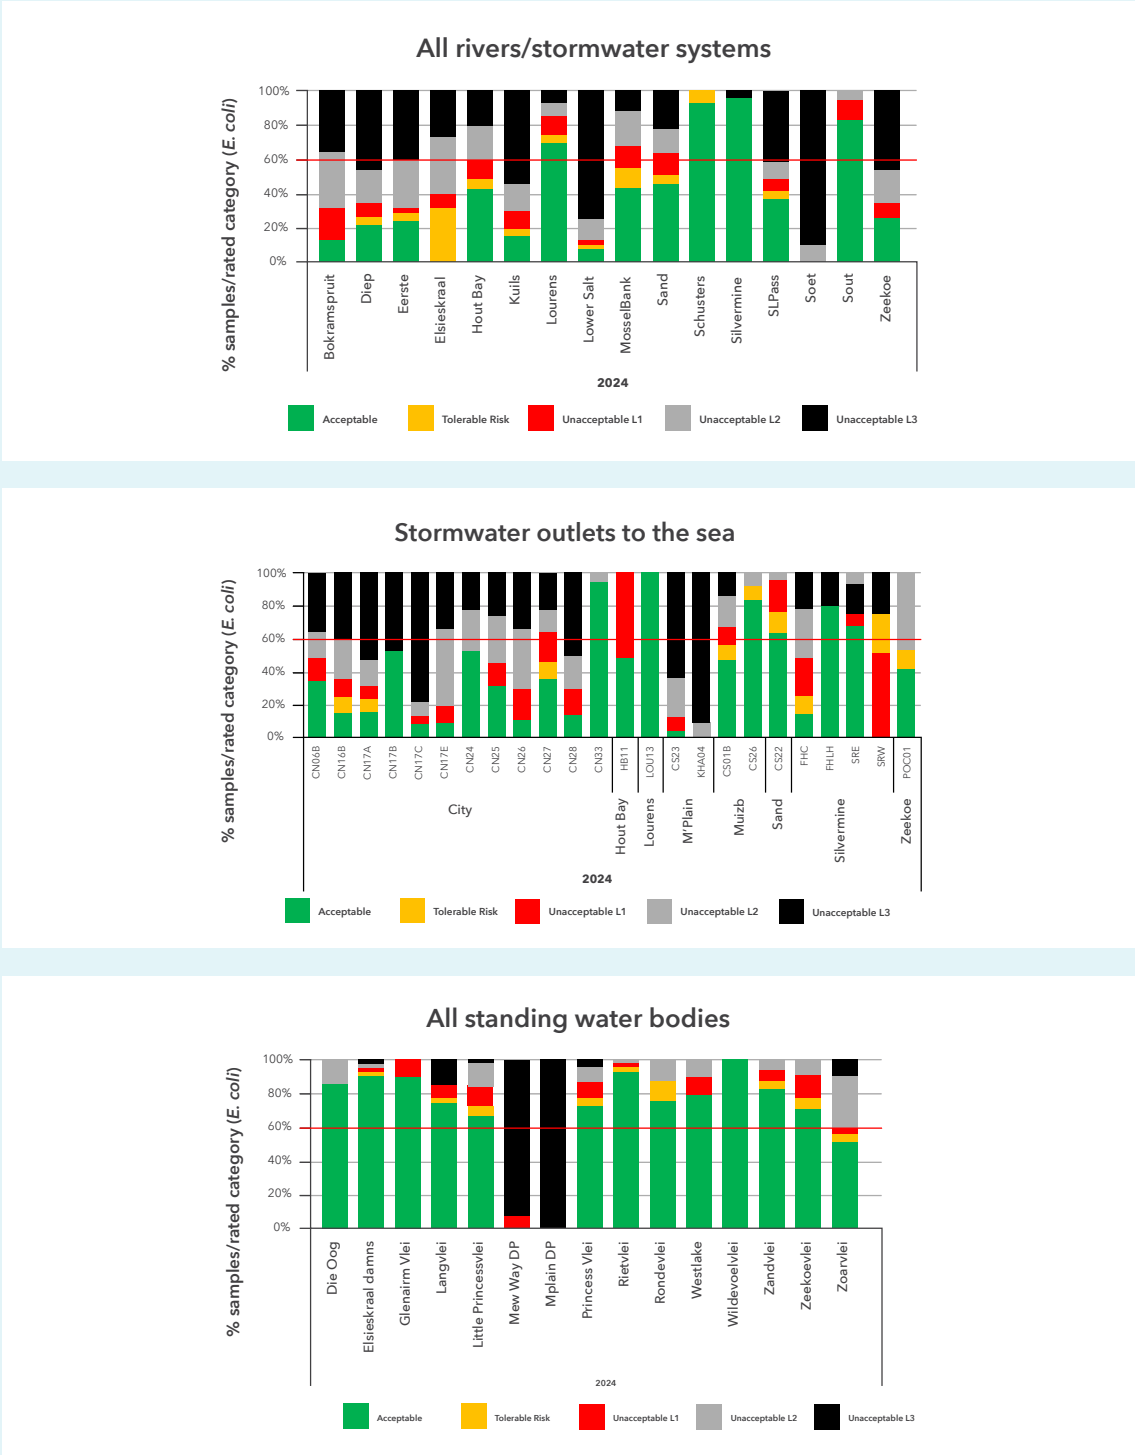 All rivers/stormwater systems
% samples/rated category (E. coli)
100%
80%
60%
40%
20%
0%
Bokramspruit
Diep
Eerste
Elsieskraal
Hout Bay
Kuils
Lourens
Lower Salt
MosselBank
Sand
Schusters
Silvermine
SLPass
Soet
Sout
Zeekoe
2024
Acceptable Tolerable Risk Unacceptable L1 Unacceptable L2 Unacceptable L3
Stormwater outlets to the sea
% samples/rated category (E. coli)
100%
80%
60%
40%
20%
0%
CN06B
CN16B
CN17A
CN17B
CN17C
CN17E
CN24
CN25
CN26
CN27
CN28
CN33
HB11
LOU13
CS23
KHA04
CS01B
CS26
CS22
FHC
FHLH
SRE
SRW
POC01
City
Hout Bay
Lourens
M'Plain
Muizb
Sand
Silvermine
Zeekoe
2024
Acceptable Tolerable Risk Unacceptable L1 Unacceptable L2 Unacceptable L3
All standing water bodies
% samples/rated category (E. coli)
100%
80%
60%
40%
20%
0%
Die Oog
Elsieskraal damns
Glenairm Vlei
Langvlei
Little Princessvlei
Mew Way DP
Mplain DP
Princess Vlei
Rietvlei
Rondevlei
Westlake
Wildevoelvlei
Zandvlei
Zeekoevlei
Zoarvlei
2024
Acceptable Tolerable Risk Unacceptable L1 Unacceptable L2 Unacceptable L3